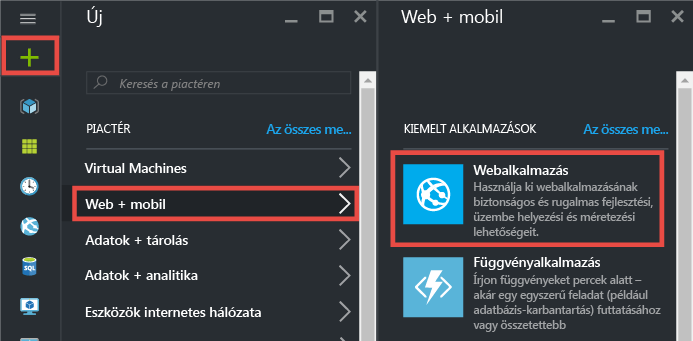 Új
Keresés a piactéren
PIACTÉR
Az összes me...
Virtual Machines
Web + mobil
Adatok + tárolás
Adatok + analitika
Eszközök internetes hálózata
SQL
Web + mobil
KIEMELT ALKALMAZÁSOK
Az összes me...
Webalkalmazás
Használja ki webalkalmazásának
biztonságos és rugalmas fejlesztési,
üzembe helyezési és méretezési
lehetőségeit.
Függvényalkalmazás
Írjon függvényeket percek alatt –
akár egy egyszerű feladat (például
adatbázis-karbantartás) futtatásához
vagy összetettebb